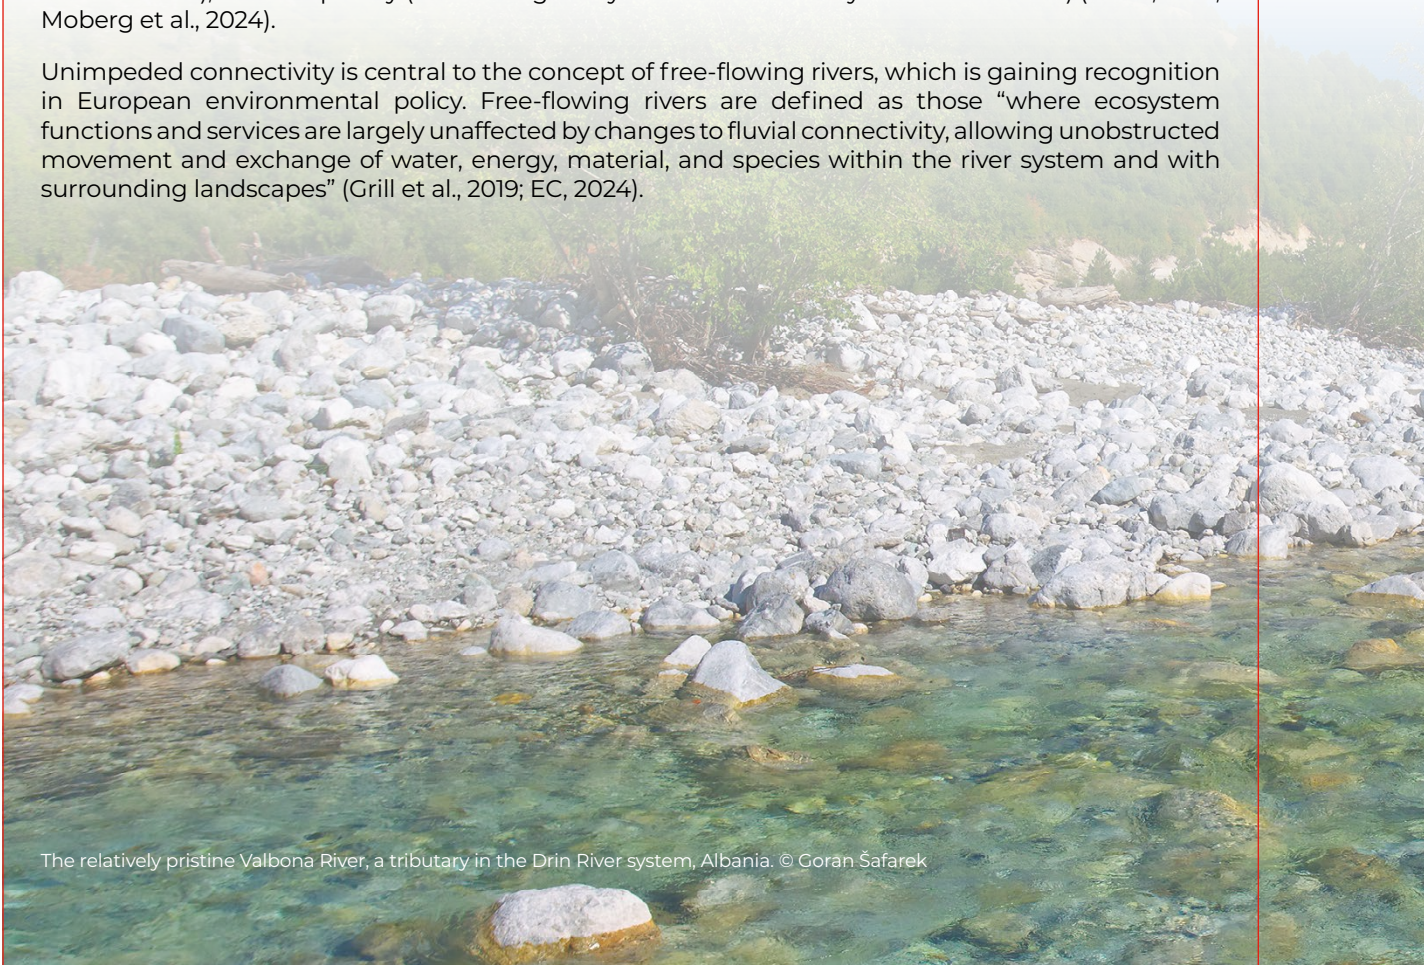 Moberg et al., 2024).
Unimpeded connectivity is central to the concept of free-flowing rivers, which is gaining recognition
in European environmental policy. Free-flowing rivers are defined as those “where ecosystem
functions and services are largely unaffected by changes to fluvial connectivity, allowing unobstructed
movement and exchange of water, energy, material, and species within the river system and with
surrounding landscapes” (Grill et al., 2019; EC, 2024).
The relatively pristine Valbona River, a tributary in the Drin River system, Albania. © Goran Šafarek